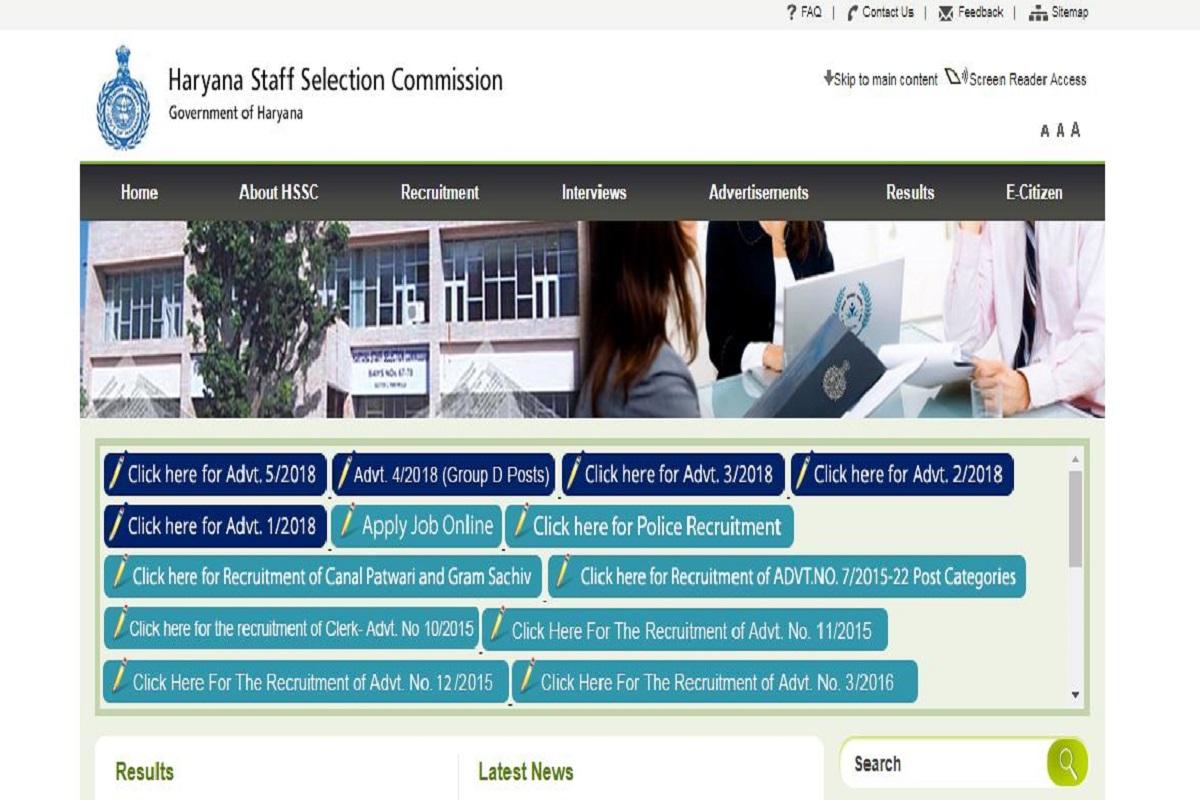 ? FAQ | Contact Us | Feedback | Sitemap
Haryana Staff Selection Commission
Government of Haryana
Skip to main content Screen Reader Access
A A A
Home About HSSC Recruitment Interviews Advertisements Results E-Citizen
HARYANA STAFF SELECTION COMMISSION
BAYS NOs. 67-70
Click here for Advt. 5/2018 Advt. 4/2018 (Group D Posts) Click here for Advt. 3/2018 Click here for Advt. 2/2018
Click here for Advt. 1/2018 Apply Job Online Click here for Police Recruitment
Click here for Recruitment of Canal Patwari and Gram Sachiv Click here for Recruitment of ADVT.NO. 7/2015-22 Post Categories
Click here for the recruitment of Clerk- Advt. No 10/2015 Click Here For The Recruitment of Advt. No. 11/2015
Click Here For The Recruitment of Advt. No. 12/2015 Click Here For The Recruitment of Advt. No. 3/2016
Results Latest News Search